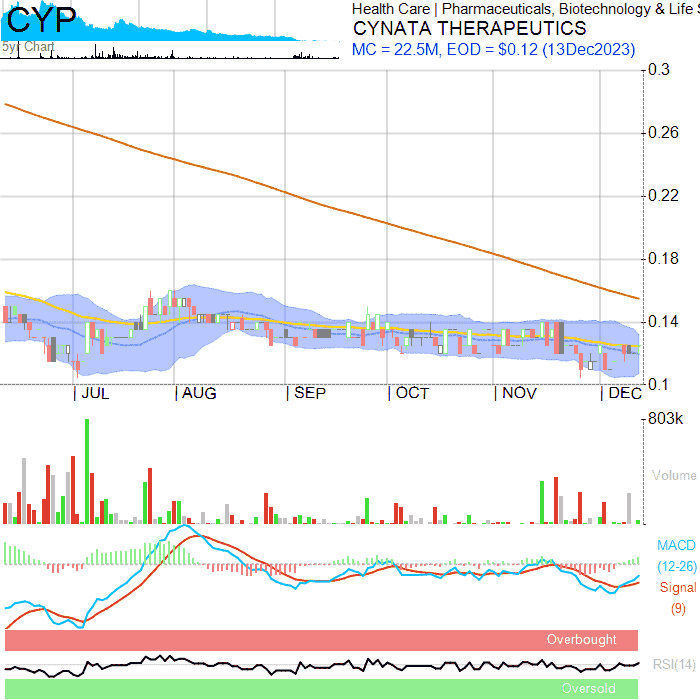 CYP
5yr Chart
Health Care | Pharmaceuticals, Biotechnology & Life S
CYNATA THERAPEUTICS
MC = 22.5M, EOD = $0.12 (13Dec2023)
0.3
0.26
0.22
0.18
0.14
0.1
| JUL | AUG | SEP | OCT | NOV | DEC
803k
Volume
MACD
(12-26)
Signal
(9)
Overbought
RSI(14)
Oversold